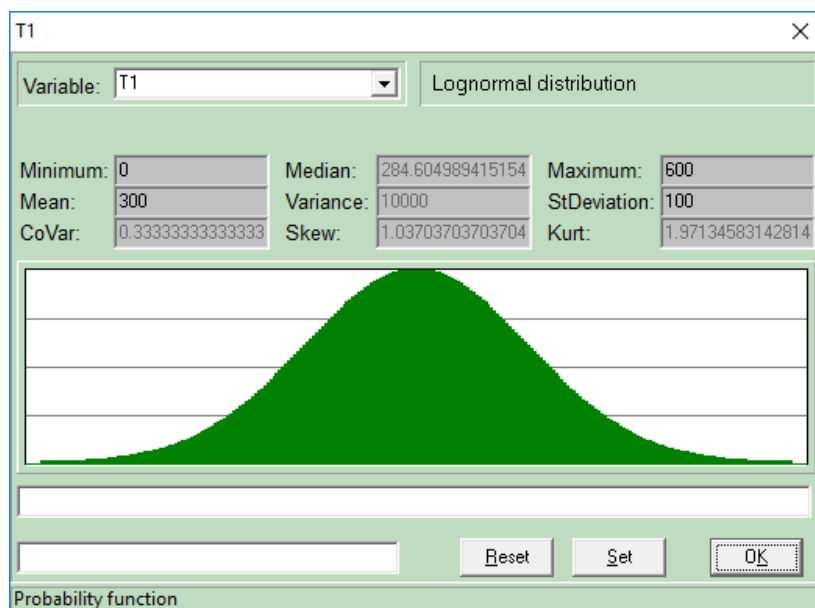 T1
Variable: T1 Lognormal distribution
Minimum: 0 Median: 284.604989415154 Maximum: 600
Mean: 300 Variance: 10000 StDeviation: 100
CoVar: 0.33333333333333 Skew: 1.03703703703704 Kurt: 1.97134583142814
Reset Set OK
Probability function